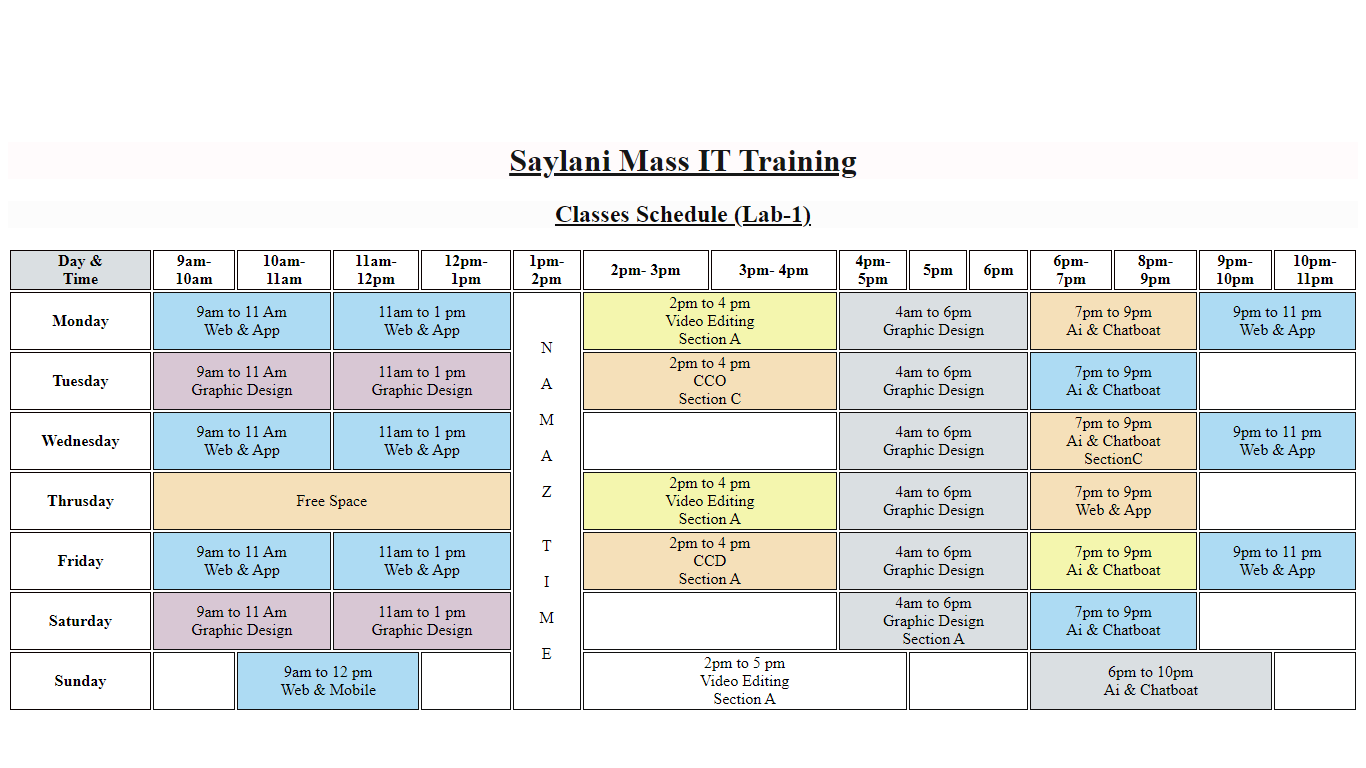 Saylani Mass IT Training
Classes Schedule (Lab-1)
Day &
Time
9am-
10am
10am-
11am
11am-
12pm
12pm-
1pm
1pm-
2pm
2pm- 3pm
3pm- 4pm
4pm-
5pm
5pm
6pm
6pm-
7pm
8pm-
9pm
9pm-
10pm
10pm-
11pm
Monday
9am to 11 Am
Web & App
11am to 1 pm
Web & App
N
A
M
A
Z
T
I
M
E
2pm to 4 pm
Video Editing
Section A
4am to 6pm
Graphic Design
7pm to 9pm
Ai & Chatboat
9pm to 11 pm
Web & App
Tuesday
9am to 11 Am
Graphic Design
11am to 1 pm
Graphic Design
2pm to 4 pm
CCO
Section C
4am to 6pm
Graphic Design
7pm to 9pm
Ai & Chatboat
Wednesday
9am to 11 Am
Web & App
11am to 1 pm
Web & App
4am to 6pm
Graphic Design
7pm to 9pm
Ai & Chatboat
SectionC
9pm to 11 pm
Web & App
Thrusday
Free Space
2pm to 4 pm
Video Editing
Section A
4am to 6pm
Graphic Design
7pm to 9pm
Web & App
Friday
9am to 11 Am
Web & App
11am to 1 pm
Web & App
2pm to 4 pm
CCD
Section A
4am to 6pm
Graphic Design
7pm to 9pm
Ai & Chatboat
9pm to 11 pm
Web & App
Saturday
9am to 11 Am
Graphic Design
11am to 1 pm
Graphic Design
4am to 6pm
Graphic Design
Section A
7pm to 9pm
Ai & Chatboat
Sunday
9am to 12 pm
Web & Mobile
2pm to 5 pm
Video Editing
Section A
6pm to 10pm
Ai & Chatboat